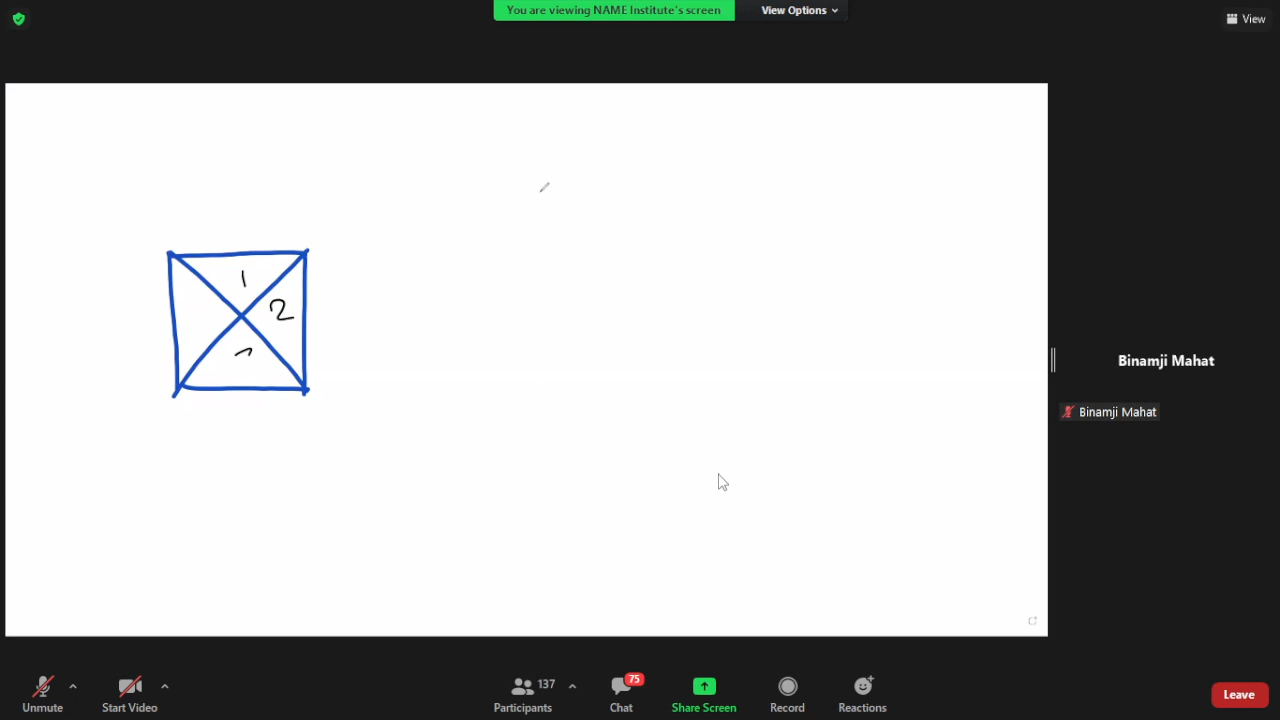 You are viewing NAME Institute's screen
View Options
View
1
2
Binamji Mahat
Binamji Mahat
Unmute
Start Video
137
Participants
75
Chat
Share Screen
Record
Reactions
Leave